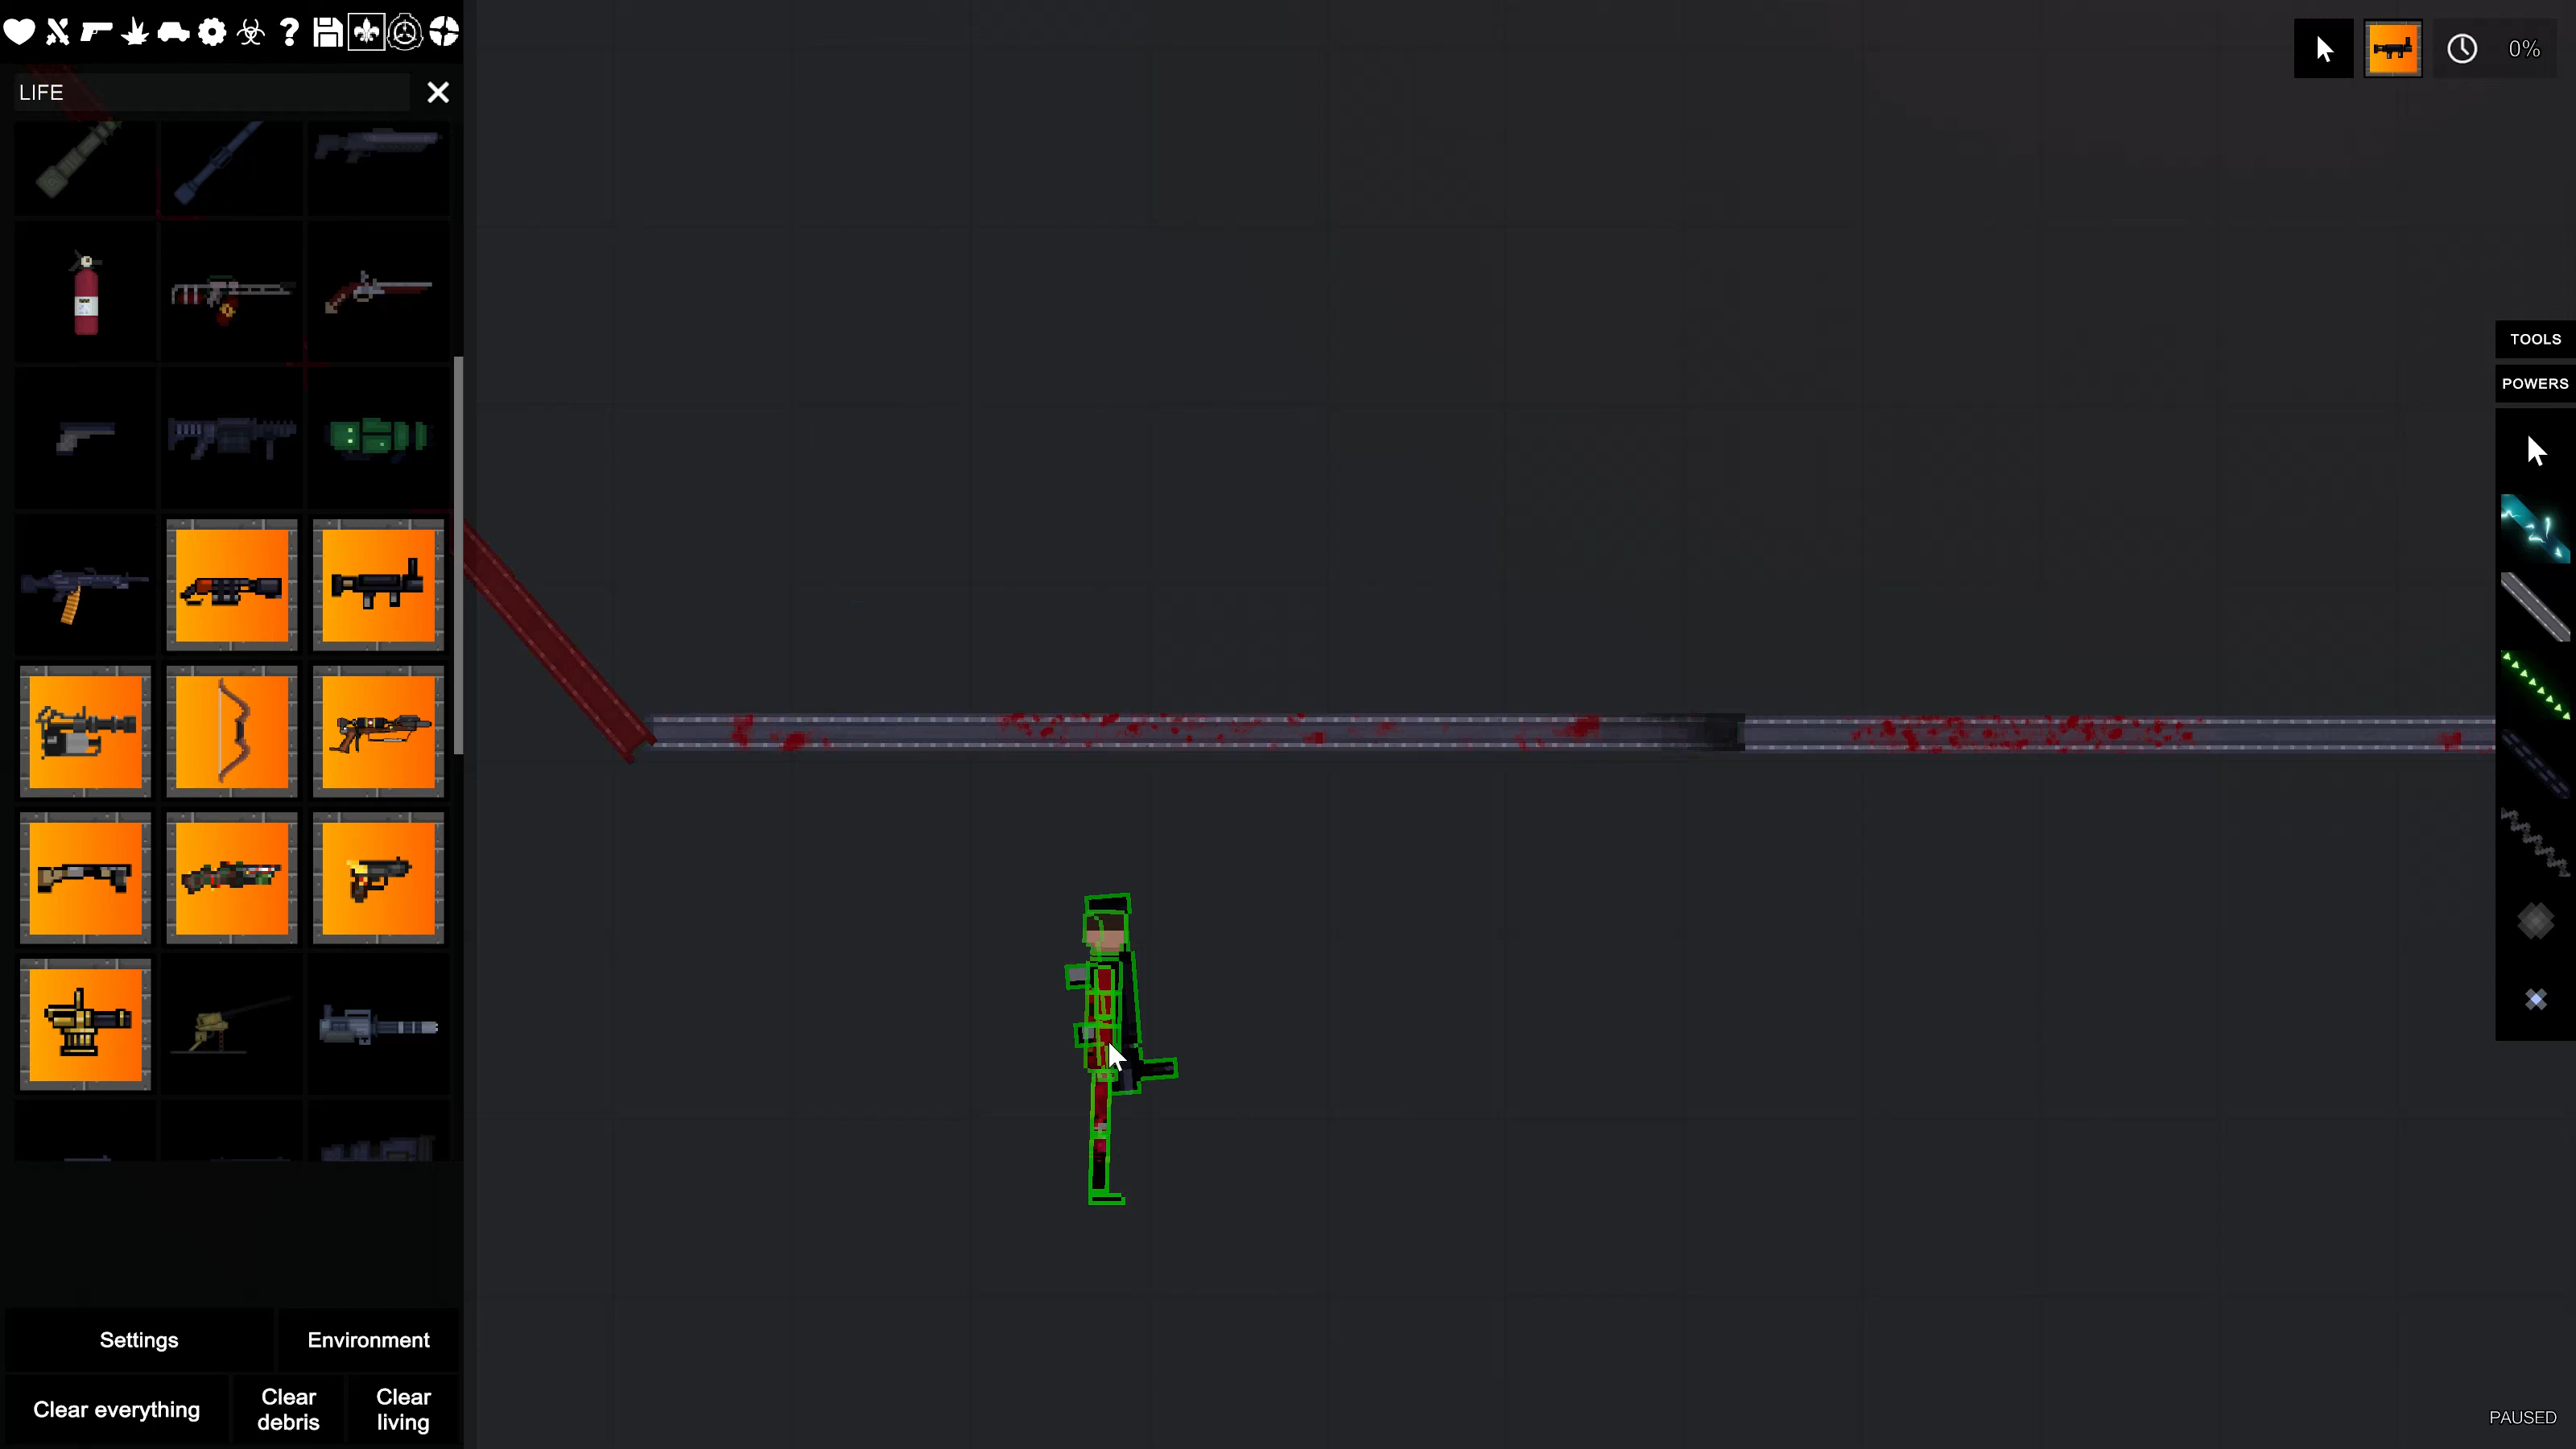 LIFE
0%
TOOLS
POWERS
Settings
Environment
Clear everything
Clear
debris
Clear
living
PAUSED